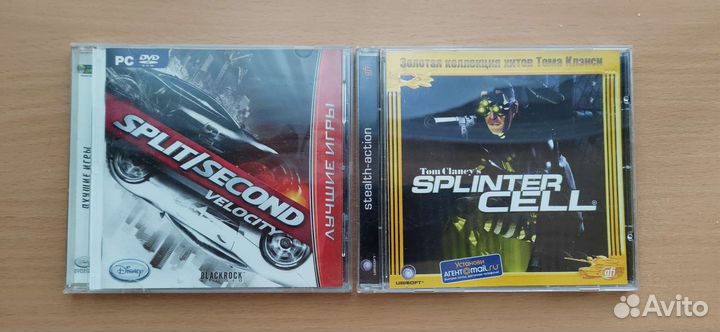 PC DVD
SPLIT/SECOND
VELOCITY
ЛУЧШИЕ ИГРЫ
ЛУЧШИЕ ИГРЫ
Disney
BLACKROCK
Золотая коллекция хитов Тома Клэнси
stealth-action
Tom Clancy's
SPLINTER
CELL
Установи
АГЕНТ@mail.ru
UBISOFT
Avito